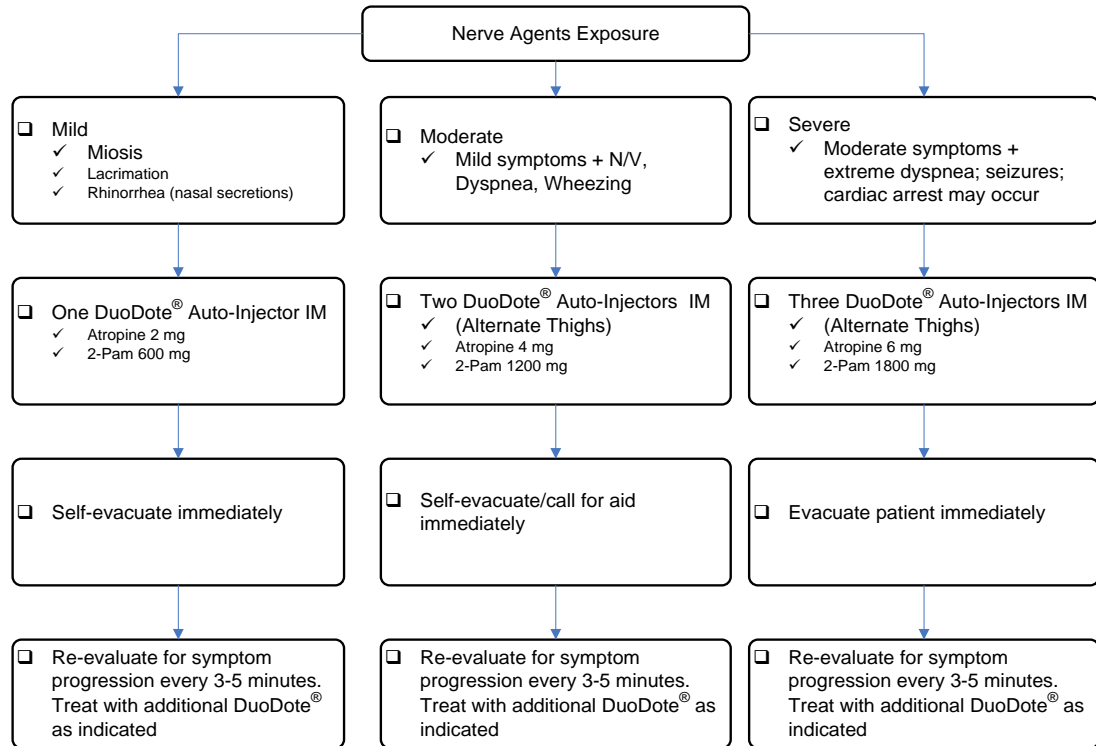 Nerve Agents Exposure
❑ Mild
✓ Miosis
✓ Lacrimation
✓ Rhinorrhea (nasal secretions)
❑ Moderate
✓ Mild symptoms + N/V,
Dyspnea, Wheezing
❑ Severe
✓ Moderate symptoms +
extreme dyspnea; seizures;
cardiac arrest may occur
❑ One DuoDote® Auto-Injector IM
✓ Atropine 2 mg
✓ 2-Pam 600 mg
❑ Two DuoDote® Auto-Injectors IM
✓ (Alternate Thighs)
✓ Atropine 4 mg
✓ 2-Pam 1200 mg
❑ Three DuoDote® Auto-Injectors IM
✓ (Alternate Thighs)
✓ Atropine 6 mg
✓ 2-Pam 1800 mg
❑ Self-evacuate immediately
❑ Self-evacuate/call for aid
immediately
❑ Evacuate patient immediately
❑ Re-evaluate for symptom
progression every 3-5 minutes.
Treat with additional DuoDote®
as indicated
❑ Re-evaluate for symptom
progression every 3-5 minutes.
Treat with additional DuoDote® as
indicated
❑ Re-evaluate for symptom
progression every 3-5 minutes.
Treat with additional DuoDote® as
indicated